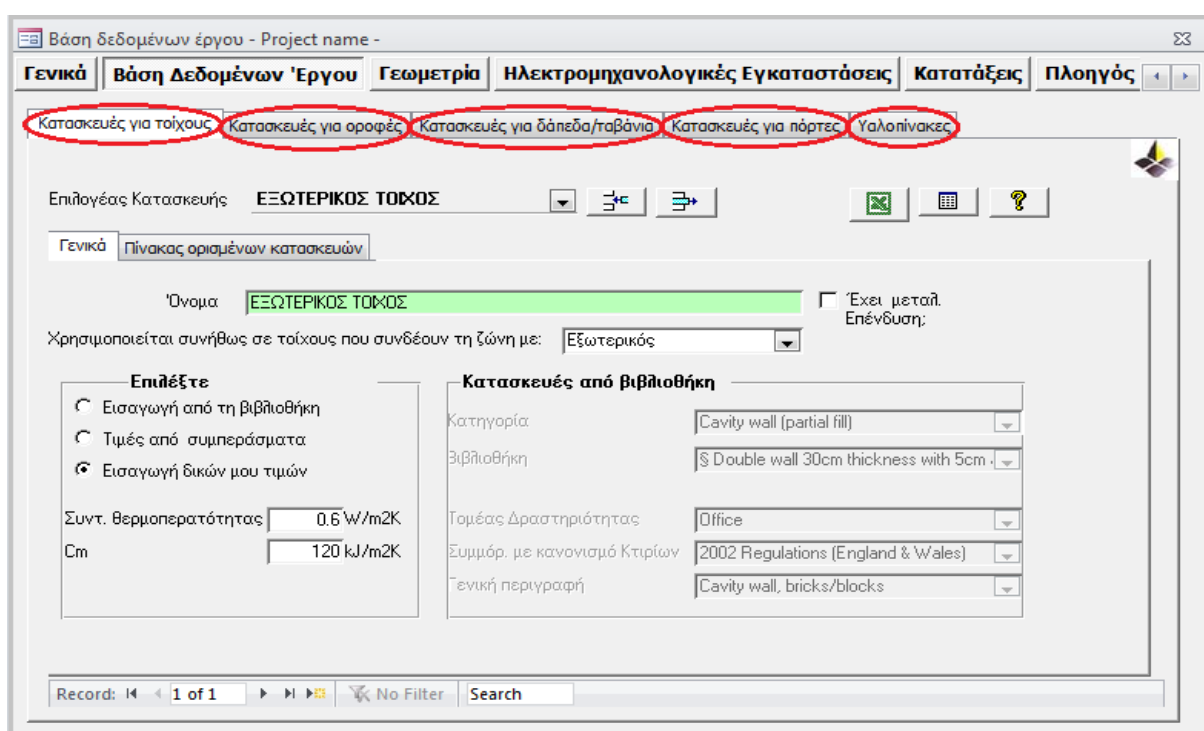 Βάση δεδομένων έργου - Project name -
Γενικά Βάση Δεδομένων 'Εργου Γεωμετρία Ηλεκτρομηχανολογικές Εγκαταστάσεις Κατατάξεις Πλοηγός
Κατασκευές για τοίχους Κατασκευές για οροφές Κατασκευές για δάπεδα/ταβάνια Κατασκευές για πόρτες Υαλοπίνακες
Επιλογέας Κατασκευής ΕΞΩΤΕΡΙΚΟΣ ΤΟΙΧΟΣ
Γενικά Πίνακας ορισμένων κατασκευών
'Ονομα ΕΞΩΤΕΡΙΚΟΣ ΤΟΙΧΟΣ Έχει μεταλ.
Επένδυση;
Χρησιμοποιείται συνήθως σε τοίχους που συνδέουν τη ζώνη με: Εξωτερικός
Επιλέξτε Κατασκευές από βιβλιοθήκη
Εισαγωγή από τη βιβλιοθήκη
Κατηγορία Cavity wall (partial fill)
Τιμές από συμπεράσματα
Βιβλιοθήκη § Double wall 30cm thickness with 5cm
Εισαγωγή δικών μου τιμών
Συντ. θερμοπερατότητας 0.6 W/m2K Τομέας Δραστηριότητας Office
Cm 120 kJ/m2K Συμμόρ. με κανονισμό Κτιρίων 2002 Regulations (England & Wales)
Γενική περιγραφή Cavity wall, bricks/blocks
Record: 1 of 1 No Filter Search